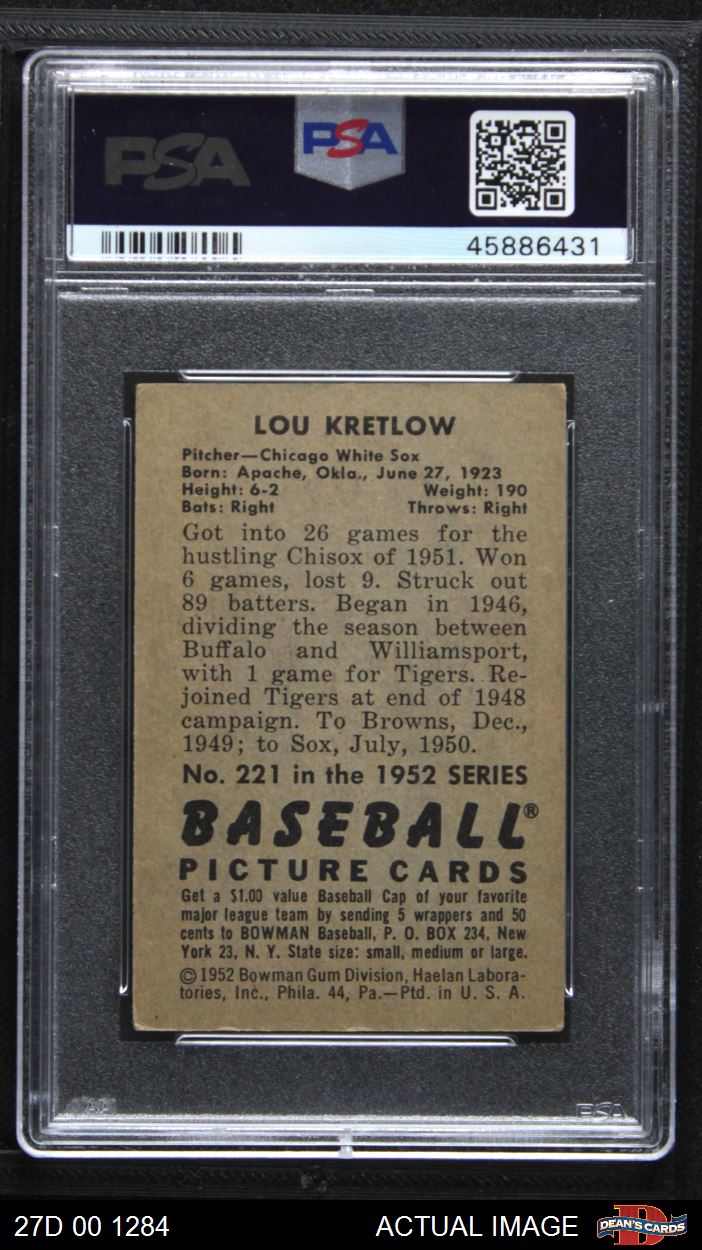 PSA
PSA
45886431
LOU KRETLOW
Pitcher—Chicago White Sox
Born: Apache, Okla., June 27, 1923
Height: 6-2 Weight: 190
Bats: Right Throws: Right
Got into 26 games for the
hustling Chisox of 1951. Won
6 games, lost 9. Struck out
89 batters. Began in 1946,
dividing the season between
Buffalo and Williamsport,
with 1 game for Tigers. Re-
joined Tigers at end of 1948
campaign. To Browns, Dec.,
1949; to Sox, July, 1950.
No. 221 in the 1952 SERIES
BASEBALL®
PICTURE CARDS
Get a $1.00 value Baseball Cap of your favorite
major league team by sending 5 wrappers and 50
cents to BOWMAN Baseball, P. O. BOX 234, New
York 23, N. Y. State size: small, medium or large.
©1952 Bowman Gum Division, Haelan Labora-
tories, Inc., Phila. 44, Pa.—Ptd. in U. S. A.
PSA
27D 00 1284 ACTUAL IMAGE DEAN'S CARDS